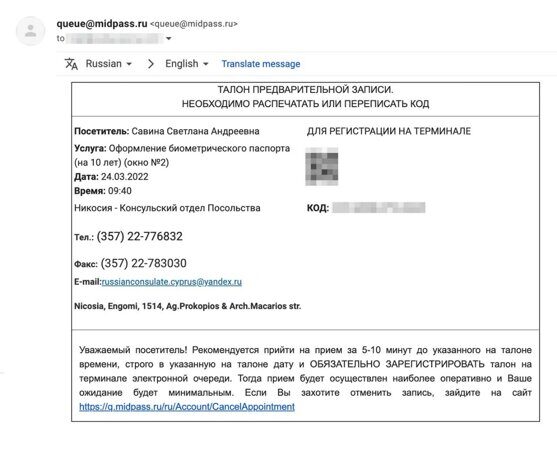 queue@midpass.ru <queue@midpass.ru>
to
Russian > English Translate message
ТАЛОН ПРЕДВАРИТЕЛЬНОЙ ЗАПИСИ.
НЕОБХОДИМО РАСПЕЧАТАТЬ ИЛИ ПЕРЕПИСАТЬ КОД
Посетитель: Савина Светлана Андреевна
Услуга: Оформление биометрического паспорта
(на 10 лет) (окно №2)
Дата: 24.03.2022
Время: 09:40
ДЛЯ РЕГИСТРАЦИИ НА ТЕРМИНАЛЕ
Никосия - Консульский отдел Посольства
КОД:
Тел.: (357) 22-776832
Факс: (357) 22-783030
E-mail:russianconsulate.cyprus@yandex.ru
Nicosia, Engomi, 1514, Ag.Prokopios & Arch.Macarios str.
Уважаемый посетитель! Рекомендуется прийти на прием за 5-10 минут до указанного на талоне
времени, строго в указанную на талоне дату и ОБЯЗАТЕЛЬНО ЗАРЕГИСТРИРОВАТЬ талон на
терминале электронной очереди. Тогда прием будет осуществлен наиболее оперативно и Ваше
ожидание будет минимальным. Если Вы захотите отменить запись, зайдите на сайт
https://q.midpass.ru/ru/Account/CancelAppointment